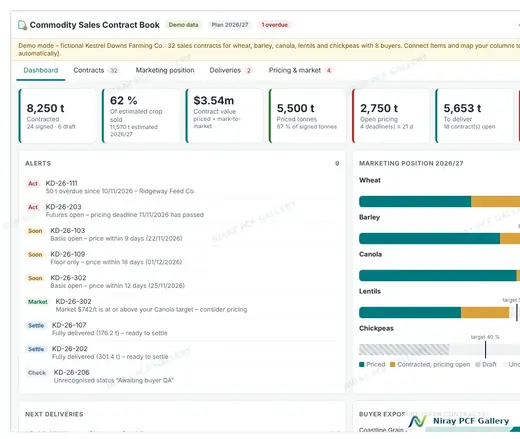 Commodity Sales Contract Book Demo data Plan 2026/27 1 overdue
Demo mode – fictional Kestrel Downs Farming Co.: 32 sales contracts for wheat, barley, canola, lentils and chickpeas with 8 buyers. Connect Items and map your columns to
automatically).
Dashboard Contracts 32 Marketing position Deliveries 2 Pricing & market 4
8,250 t
Contracted
24 signed · 6 draft
62 %
Of estimated crop
sold
11,570 t estimated
2026/27
$3.54m
Contract value
priced + mark-to-
market
5,500 t
Priced tonnes
67 % of signed tonnes
2,750 t
Open pricing
4 deadline(s) ≤ 21 d
5,653 t
To deliver
18 contract(s) open
ALERTS 9
Act KD-26-111
50 t overdue since 10/11/2026 – Ridgeway Feed Co.
Act KD-26-203
Futures open – pricing deadline 11/11/2026 has passed
Soon KD-26-103
Basis open – price within 9 days (22/11/2026)
Soon KD-26-109
Floor only – price within 18 days (01/12/2026)
Soon KD-26-302
Basis open – price within 12 days (25/11/2026)
Market KD-26-302
Market $742/t is at or above your Canola target – consider pricing
Settle KD-26-107
Fully delivered (176.2 t) – ready to settle
Settle KD-26-202
Fully delivered (301.4 t) – ready to settle
Check KD-26-206
Unrecognised status "Awaiting buyer QA"
MARKETING POSITION 2026/27
Wheat
Barley
Canola
Lentils
target
Chickpeas
target 40 %
Priced Contracted, pricing open Draft
NEXT DELIVERIES
BUYER EXPOS
Coastline Grain
Niray PCF Gallery
NIRAY PCF GALLERY